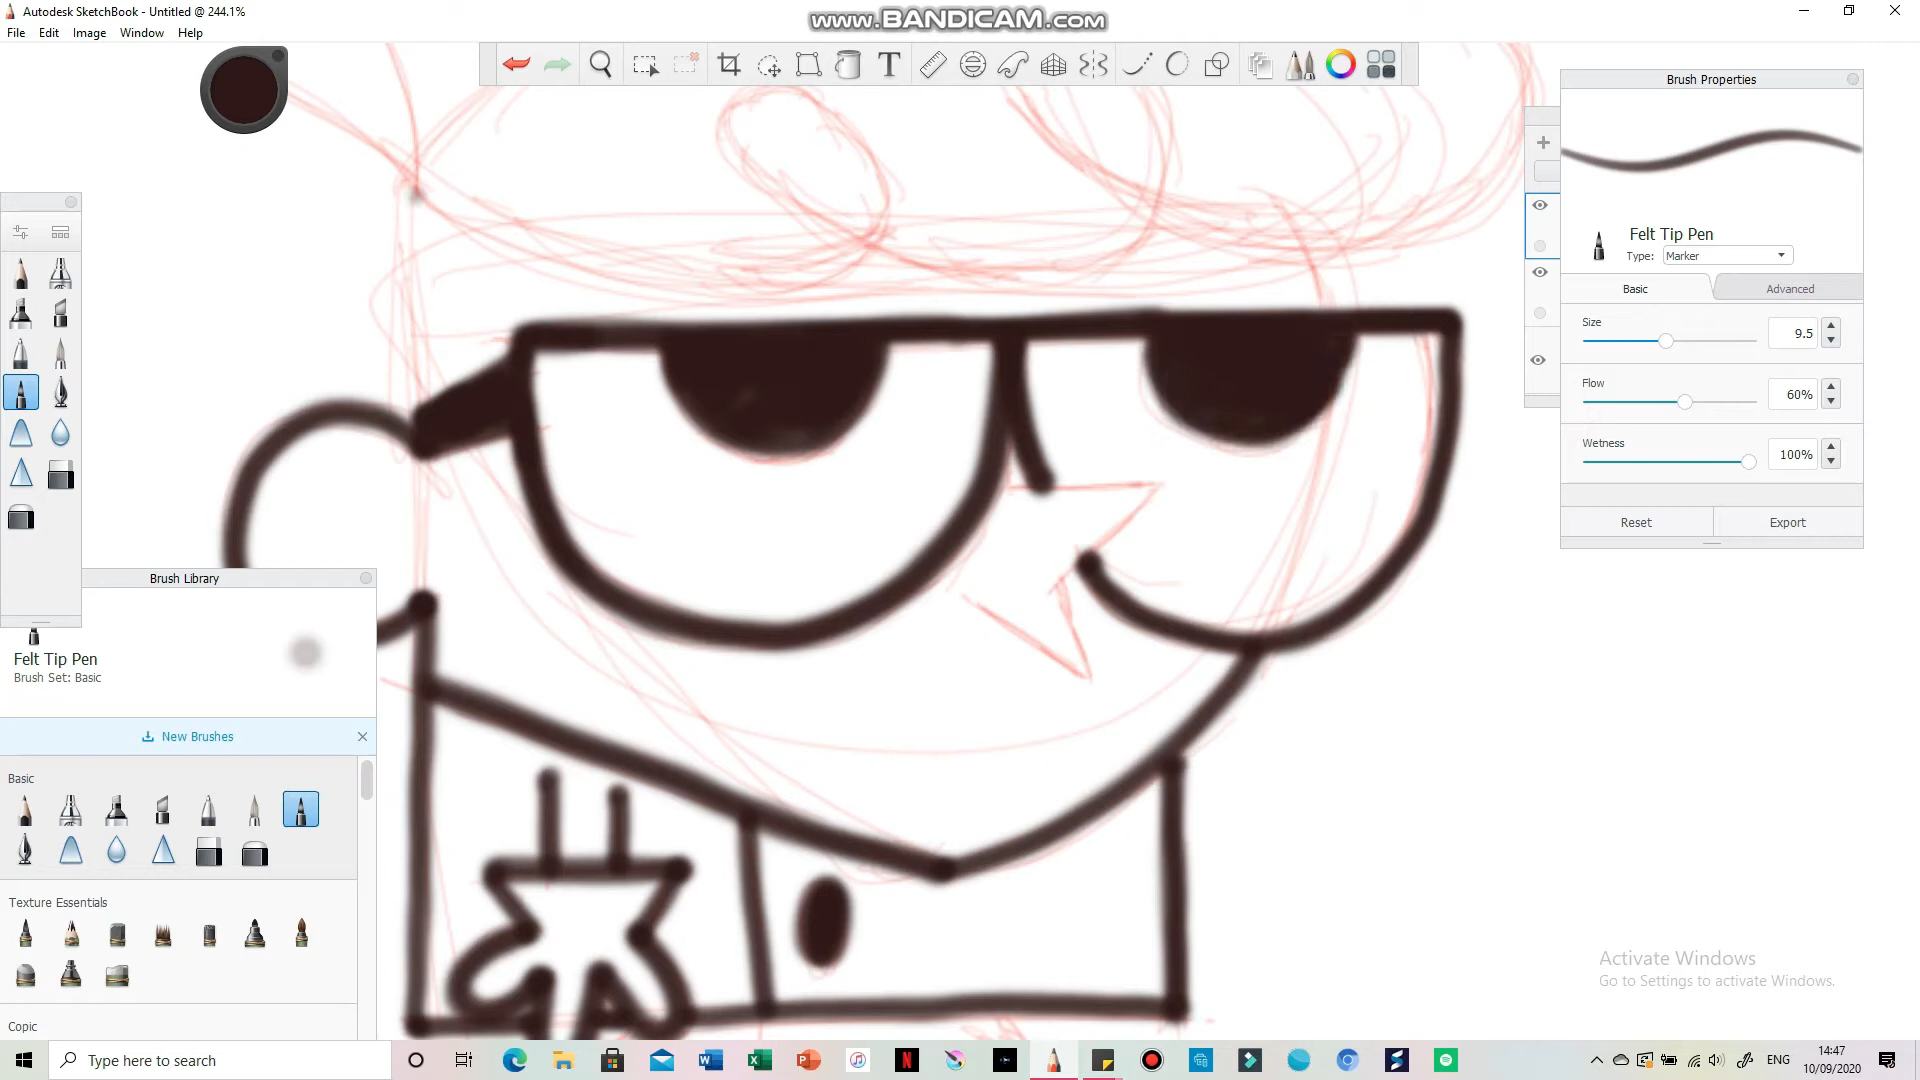 Autodesk SketchBook - Untitled @ 244.1%
www.BANDICAM.com
File Edit Image Window Help
T
Brush Properties
Felt Tip Pen
Type: Marker
Basic Advanced
Size 9.5
Flow 60%
Wetness 100%
Reset Export
Brush Library
Felt Tip Pen
Brush Set: Basic
New Brushes
Basic
Texture Essentials
Copic
Activate Windows
Go to Settings to activate Windows.
Type here to search
ENG
14:47
10/09/2020